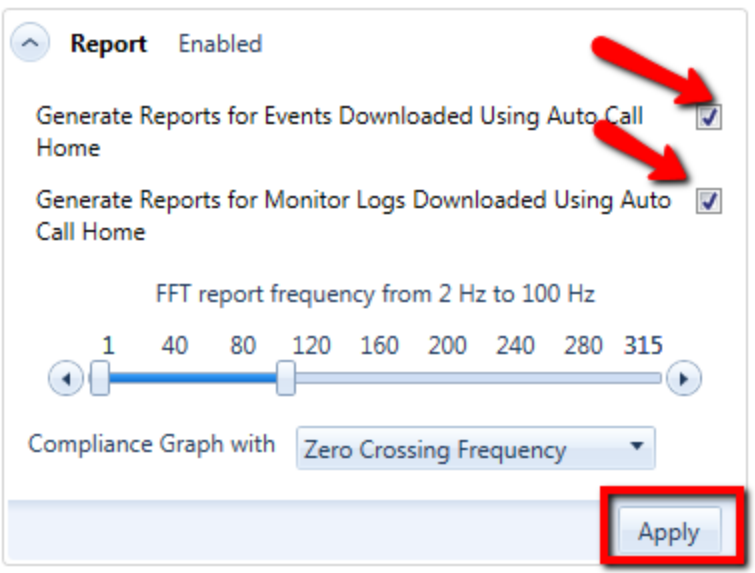 Report Enabled
Generate Reports for Events Downloaded Using Auto Call
Home
Generate Reports for Monitor Logs Downloaded Using Auto
Call Home
FFT report frequency from 2 Hz to 100 Hz
1 40 80 120 160 200 240 280 315
Compliance Graph with Zero Crossing Frequency
Apply